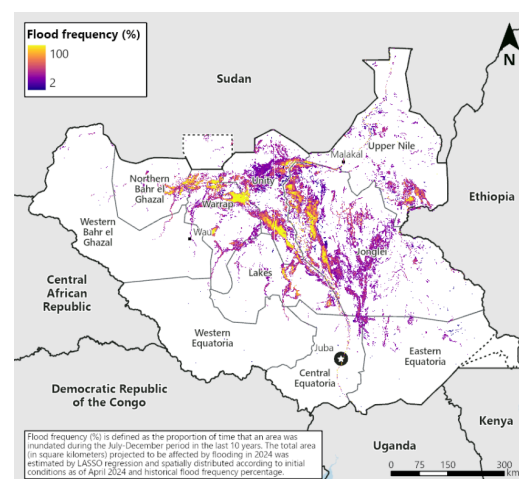 Flood frequency (%)
100
2
N
Sudan
Malakal
Upper Nile
Unity
Northern
Bahr el
Ghazal
Warrap
Ethiopia
Western
Bahr el
Ghazal
Wau
Jonglei
Lakes
Central
African
Republic
Western
Equatoria
Juba
Eastern
Equatoria
Central
Equatoria
Democratic Republic
of the Congo
Kenya
Uganda
Flood frequency (%) is defined as the proportion of time that an area was
inundated during the July-December period in the last 10 years. The total area
(in square kilometers) projected to be affected by flooding in 2024 was
estimated by LASSO regression and spatially distributed according to initial
conditions as of April 2024 and historical flood frequency percentage.
0 75 150 225 300
km